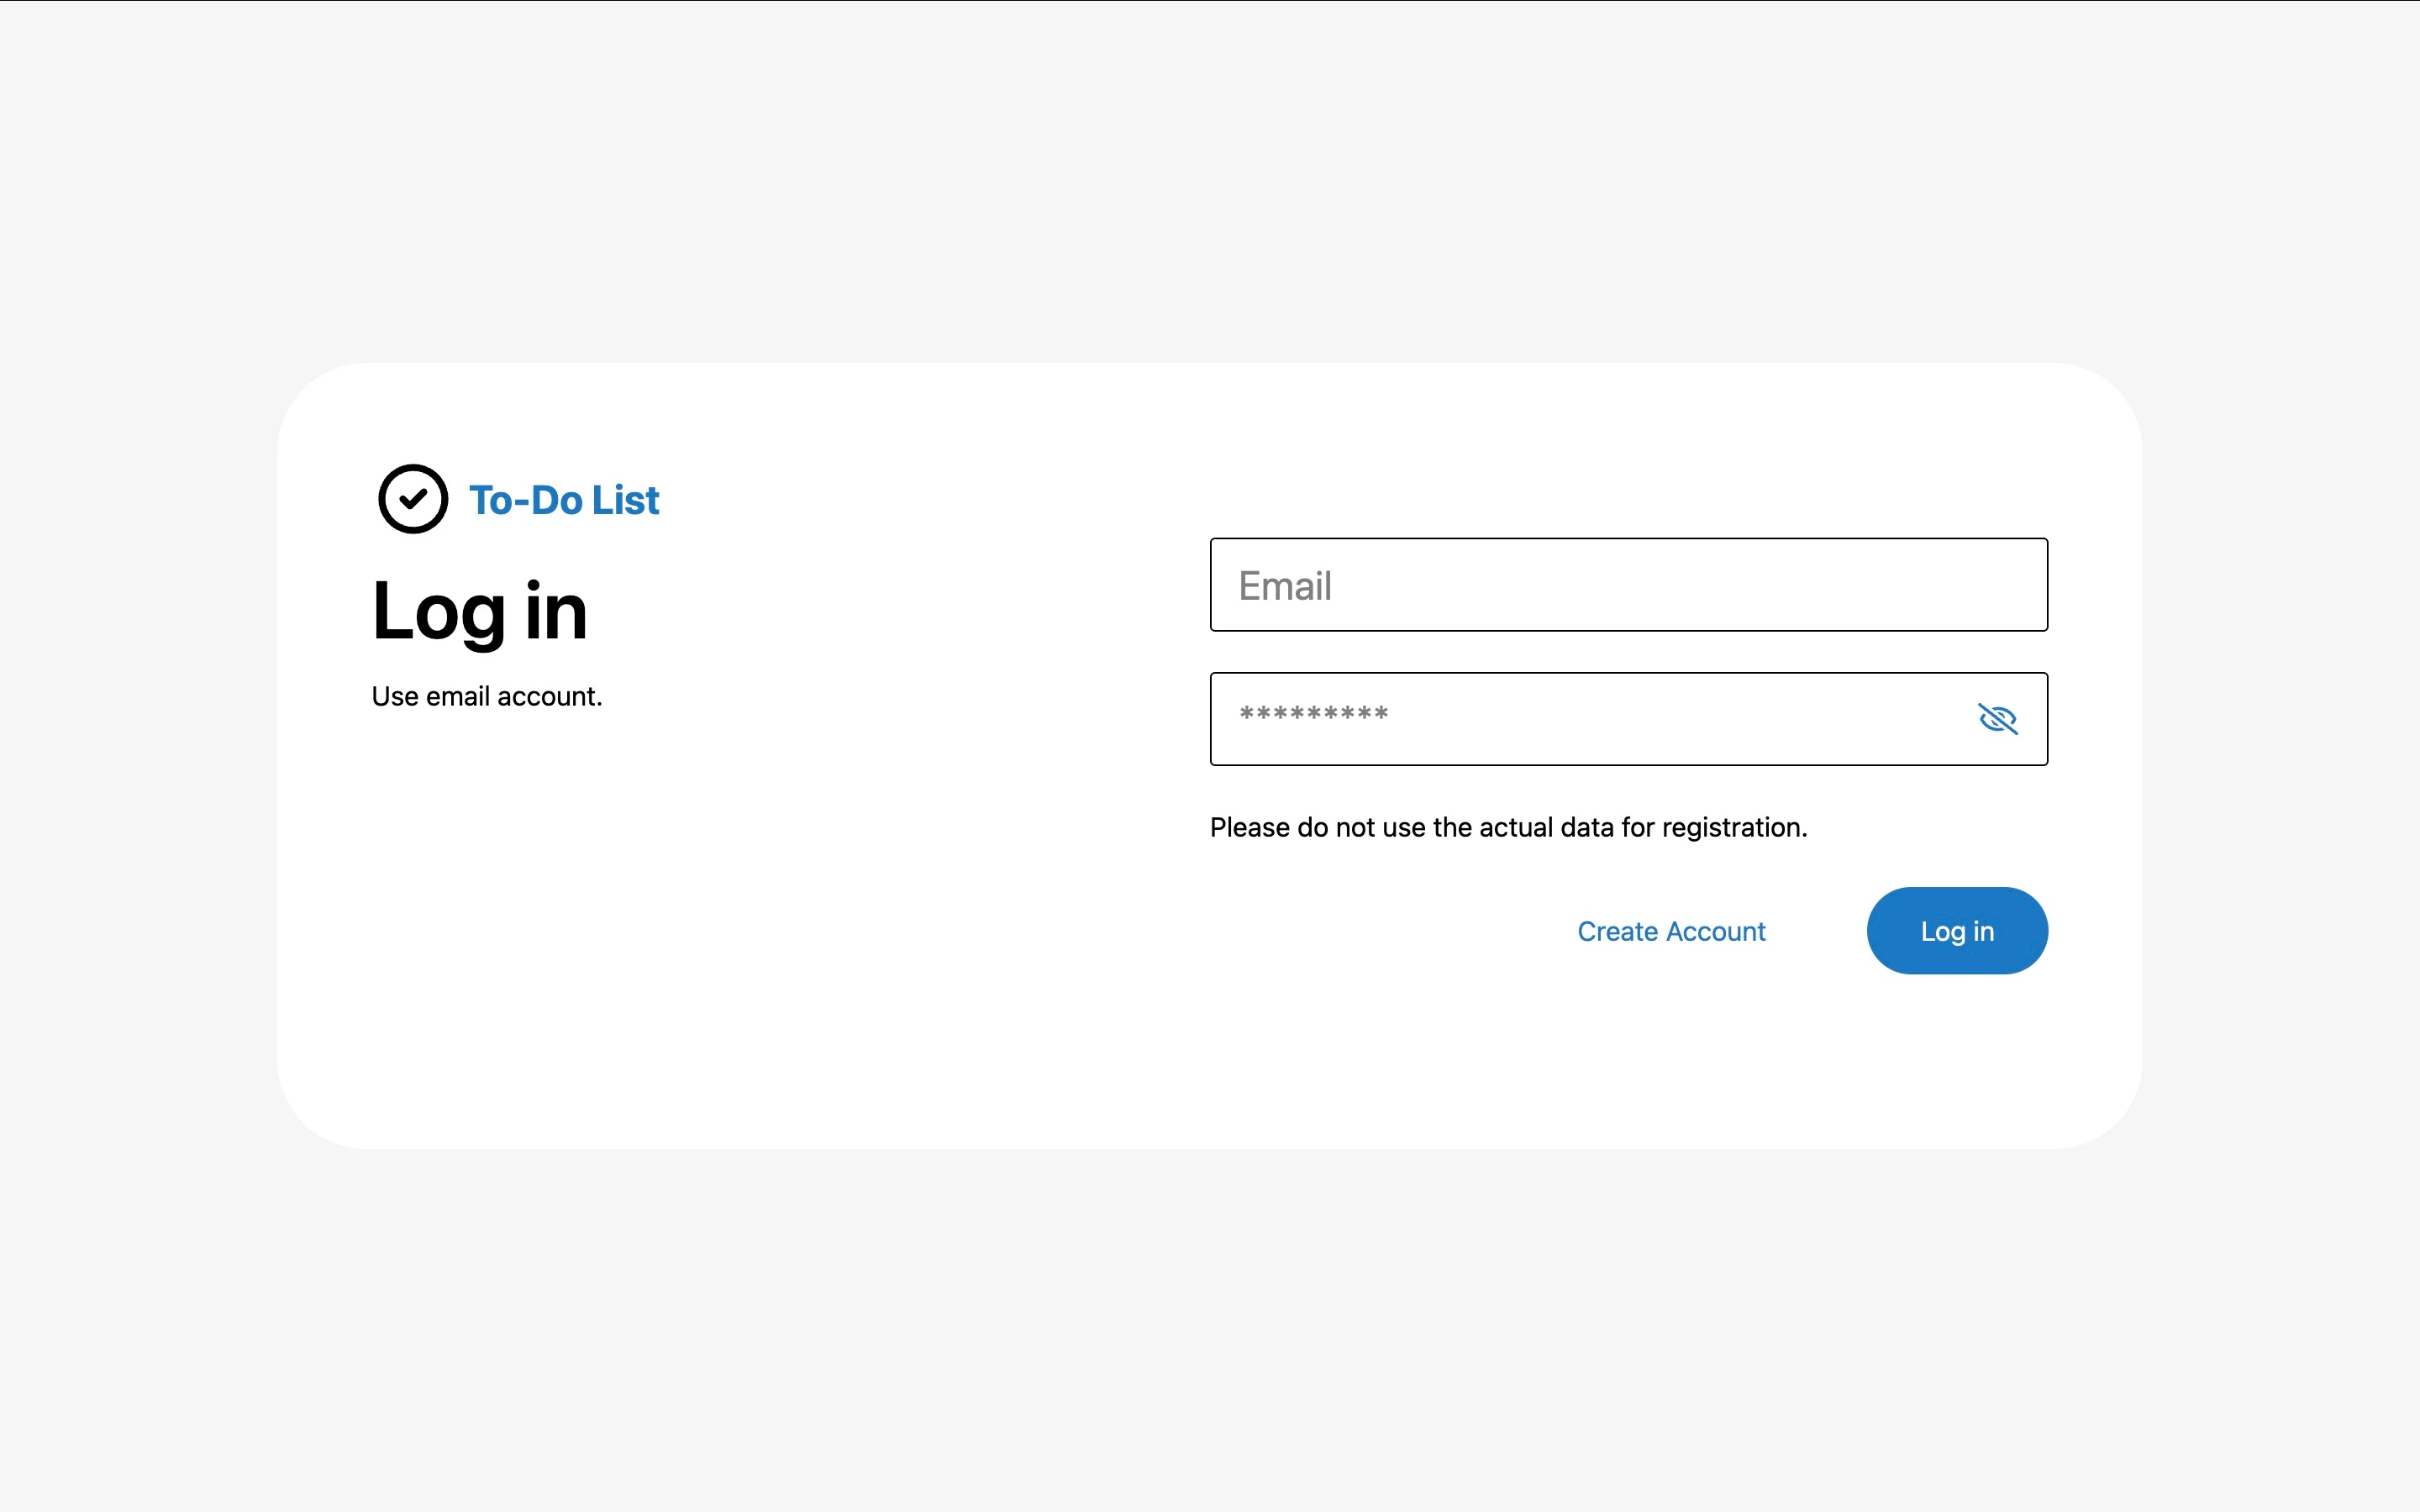 To-Do List
Log in
Use email account.
Email
*********
Please do not use the actual data for registration.
Create Account
Log in